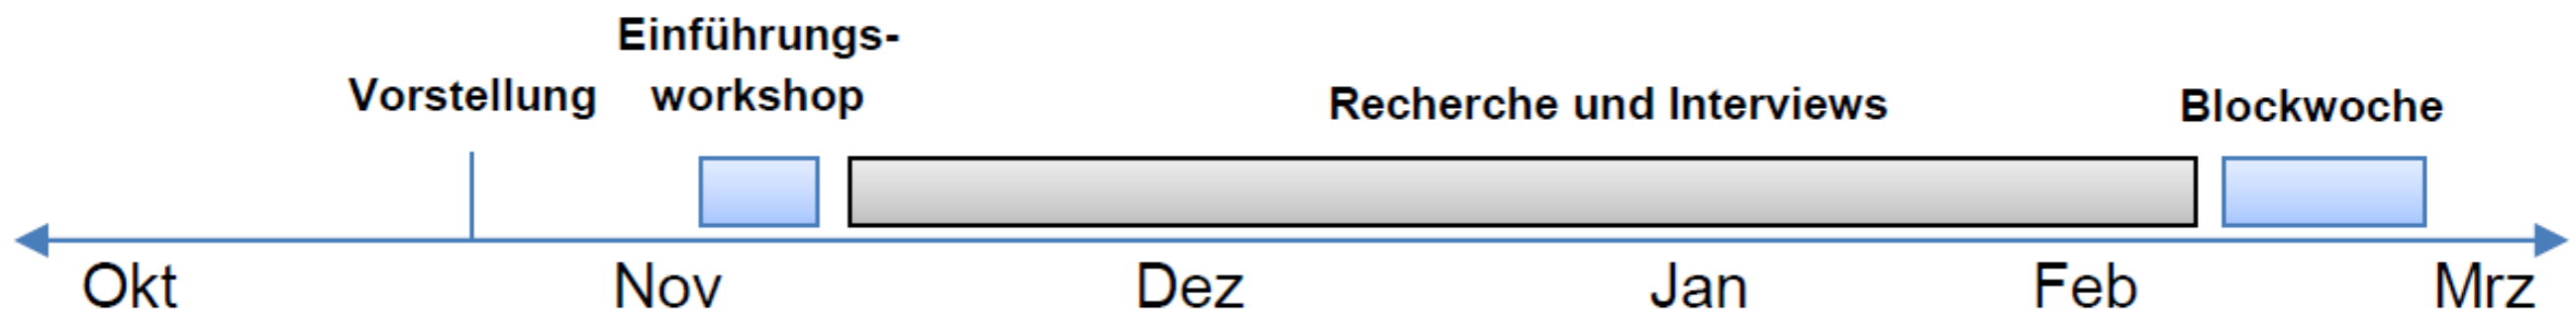 Einführungs-
workshop
Vorstellung
Recherche und Interviews
Blockwoche
Okt
Nov
Dez
Jan
Feb
Mrz